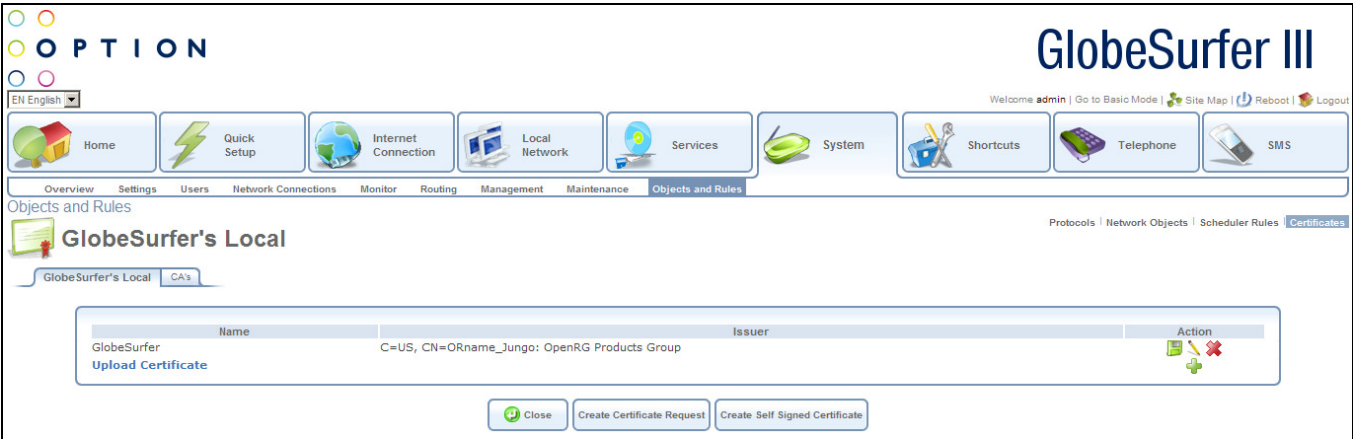 OPTION
GlobeSurfer III
EN English
Welcome admin | Go to Basic Mode | Site Map | Reboot | Logout
Home
Quick Setup
Internet Connection
Local Network
Services
System
Shortcuts
Telephone
SMS
Overview Settings Users Network Connections Monitor Routing Management Maintenance Objects and Rules
Objects and Rules
Protocols | Network Objects | Scheduler Rules | Certificates
GlobeSurfer's Local
GlobeSurfer's Local CA's
Name Issuer Action
GlobeSurfer C=US, CN=ORname_Jungo: OpenRG Products Group
Upload Certificate
Close Create Certificate Request Create Self Signed Certificate